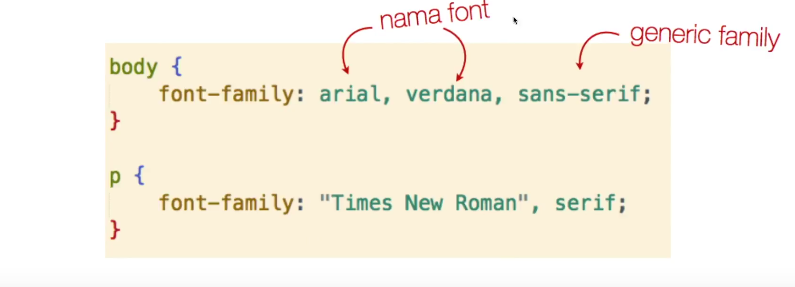 nama font
generic family
body {
    font-family: arial, verdana, sans-serif;
}
p {
    font-family: "Times New Roman", serif;
}